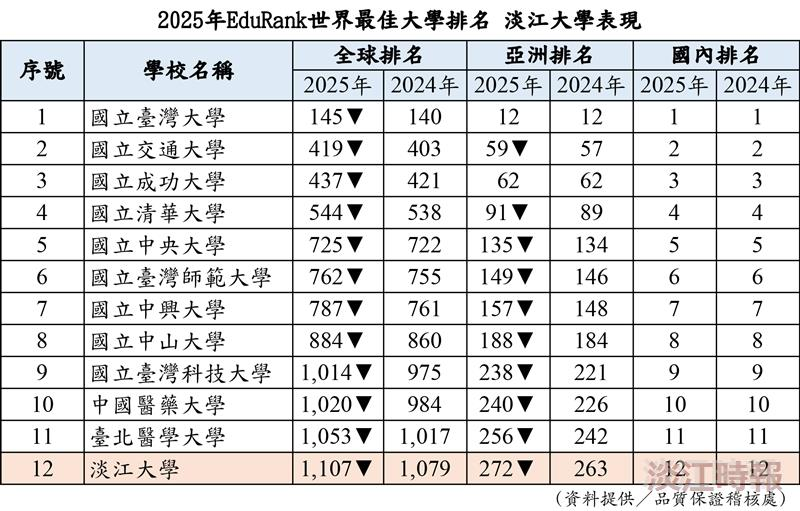 2025年EduRank世界最佳大學排名 淡江大學表現
序號 學校名稱 全球排名 亞洲排名 國內排名
2025年 2024年 2025年 2024年 2025年 2024年
1 國立臺灣大學 145▼ 140 12 12 1 1
2 國立交通大學 419▼ 403 59▼ 57 2 2
3 國立成功大學 437▼ 421 62 62 3 3
4 國立清華大學 544▼ 538 91▼ 89 4 4
5 國立中央大學 725▼ 722 135▼ 134 5 5
6 國立臺灣師範大學 762▼ 755 149▼ 146 6 6
7 國立中興大學 787▼ 761 157▼ 148 7 7
8 國立中山大學 884▼ 860 188▼ 184 8 8
9 國立臺灣科技大學 1,014▼ 975 238▼ 221 9 9
10 中國醫藥大學 1,020▼ 984 240▼ 226 10 10
11 臺北醫學大學 1,053▼ 1,017 256▼ 242 11 11
12 淡江大學 1,107▼ 1,079 272▼ 263 12 12
淡江時報
(資料提供／品質保證稽核處)